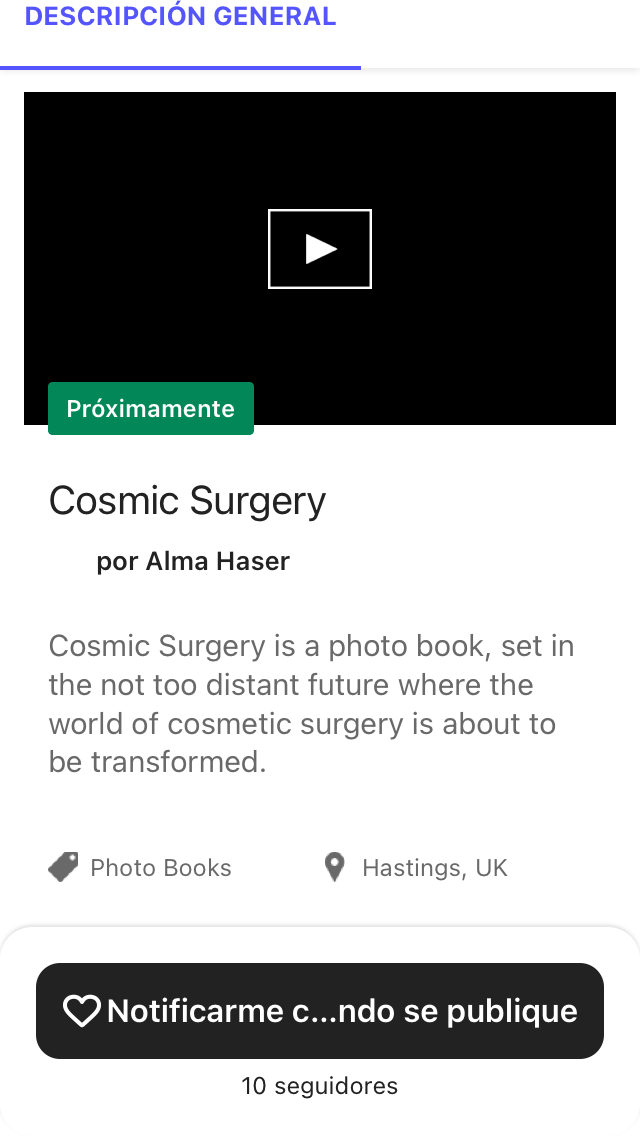 DESCRIPCIÓN GENERAL
Próximamente
Cosmic Surgery
por Alma Haser
Cosmic Surgery is a photo book, set in
the not too distant future where the
world of cosmetic surgery is about to
be transformed.
Photo Books
Hastings, UK
Notificarme c...ndo se publique
10 seguidores